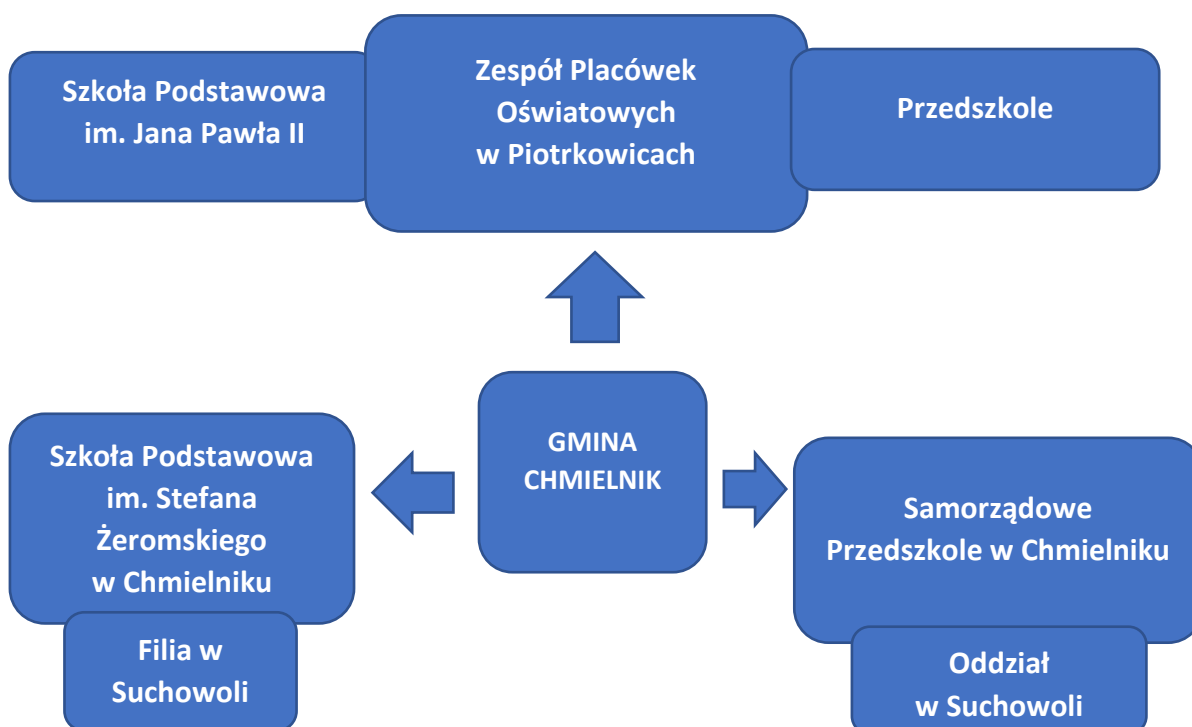 Szkoła Podstawowa
im. Jana Pawła II
Zespół Placówek
Oświatowych
w Piotrkowicach
Przedszkole
GMINA
CHMIELNIK
Szkoła Podstawowa
im. Stefana
Żeromskiego
w Chmielniku
Filia w
Suchowoli
Samorządowe
Przedszkole w Chmielniku
Oddział
w Suchowoli